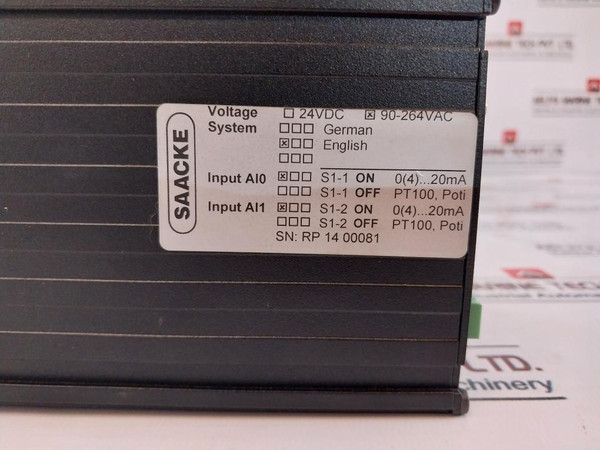 SAACKE
Voltage ☐ 24VDC ☒ 90-264VAC
System ☐☐☐ German
☒☐☐ English
☐☐☐
Input AI0 ☒☐☐ S1-1 ON 0(4)...20mA
☐☐☐ S1-1 OFF PT100, Poti
Input AI1 ☒☐☐ S1-2 ON 0(4)...20mA
☐☐☐ S1-2 OFF PT100, Poti
SN: RP 14 00081
LTD.